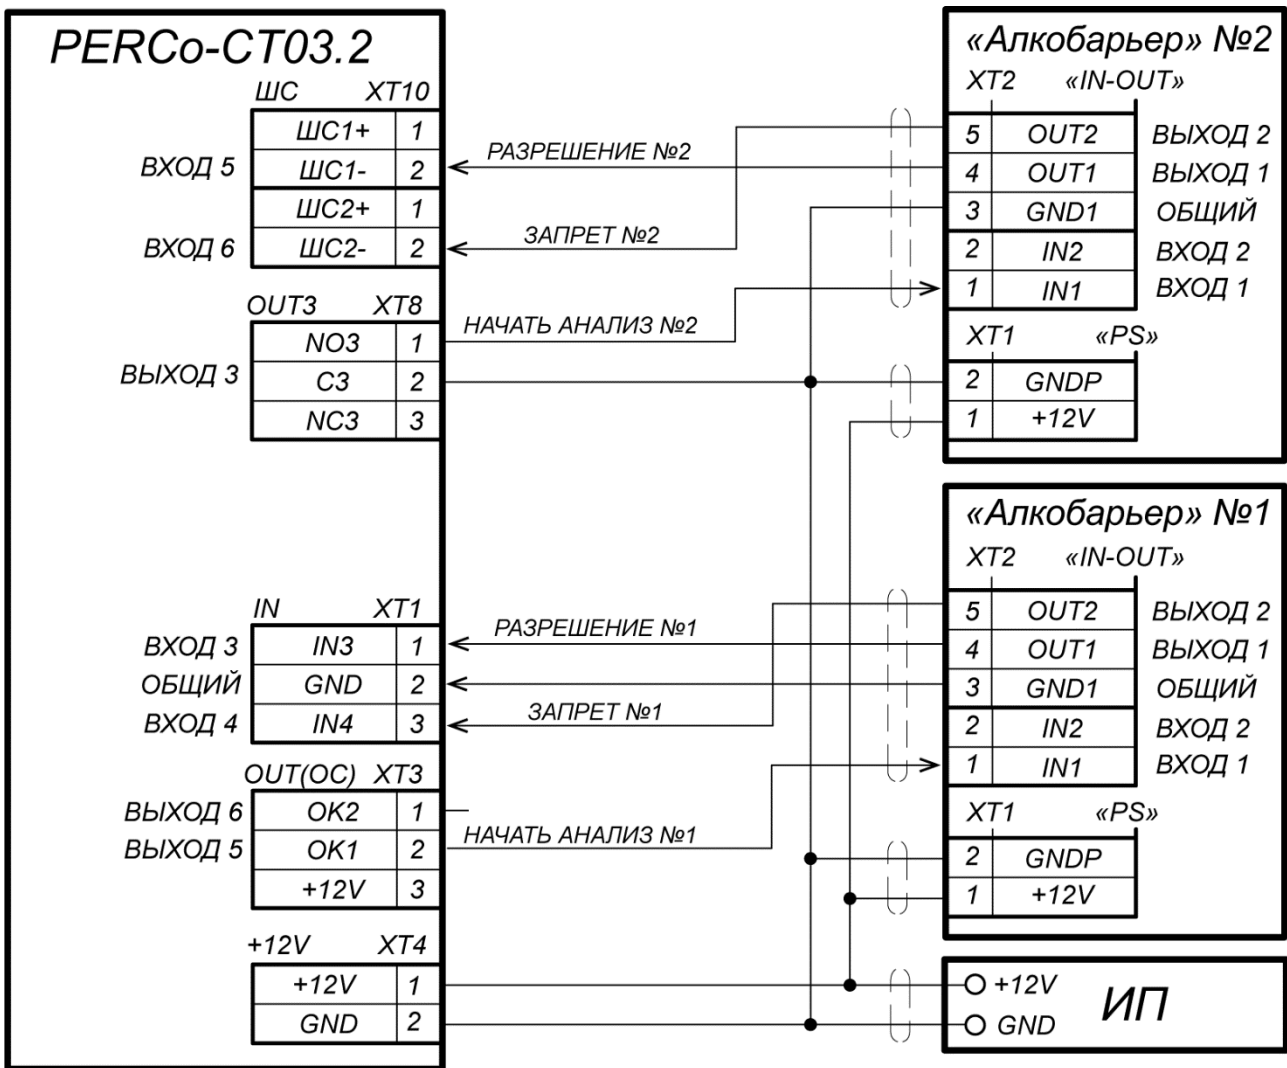 PERCo-CT03.2
ШС XT10
ШС1+ 1
ВХОД 5 ШС1- 2
ШС2+ 1
ВХОД 6 ШС2- 2
OUT3 XT8
NO3 1
ВЫХОД 3 C3 2
NC3 3
IN XT1
ВХОД 3 IN3 1
ОБЩИЙ GND 2
ВХОД 4 IN4 3
OUT(OC) XT3
ВЫХОД 6 OK2 1
ВЫХОД 5 OK1 2
+12V 3
+12V XT4
+12V 1
GND 2
РАЗРЕШЕНИЕ №2
ЗАПРЕТ №2
НАЧАТЬ АНАЛИЗ №2
РАЗРЕШЕНИЕ №1
ЗАПРЕТ №1
НАЧАТЬ АНАЛИЗ №1
«Алкобарьер» №2
XT2 «IN-OUT»
5 OUT2 ВЫХОД 2
4 OUT1 ВЫХОД 1
3 GND1 ОБЩИЙ
2 IN2 ВХОД 2
1 IN1 ВХОД 1
XT1 «PS»
2 GNDP
1 +12V
«Алкобарьер» №1
XT2 «IN-OUT»
5 OUT2 ВЫХОД 2
4 OUT1 ВЫХОД 1
3 GND1 ОБЩИЙ
2 IN2 ВХОД 2
1 IN1 ВХОД 1
XT1 «PS»
2 GNDP
1 +12V
+12V
ИП
GND